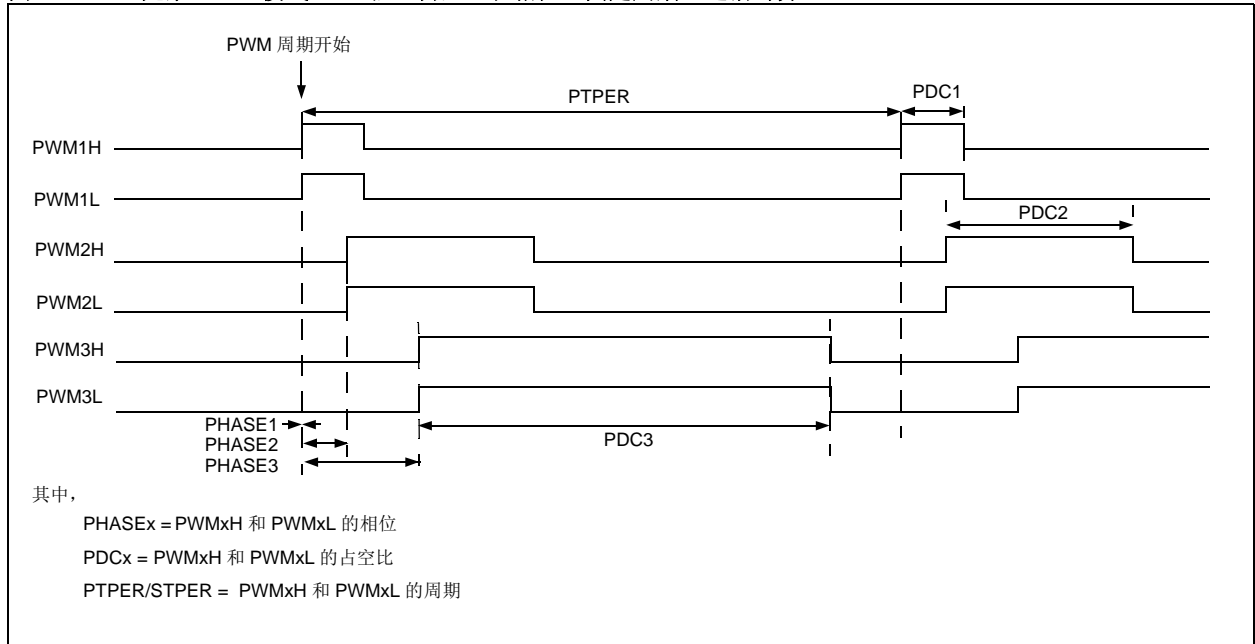 PWM 周期开始
PTPER
PDC1
PWM1H
PWM1L
PDC2
PWM2H
PWM2L
PWM3H
PWM3L
PHASE1
PHASE2
PHASE3
PDC3
其中，
PHASEx = PWMxH 和 PWMxL 的相位
PDCx = PWMxH 和 PWMxL 的占空比
PTPER/STPER = PWMxH 和 PWMxL 的周期